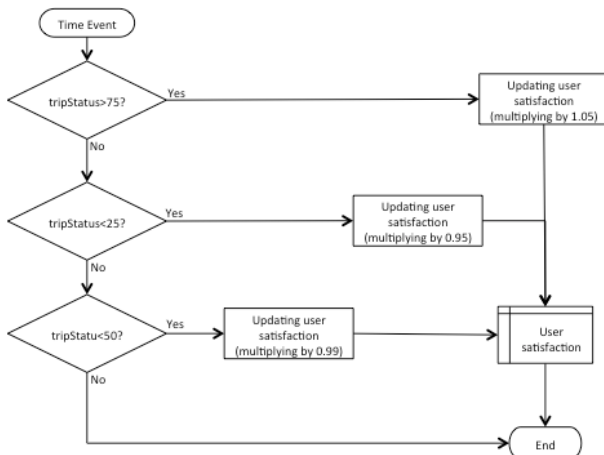 Time Event
tripStatus>75?
Yes
Updating user
satisfaction
(multiplying by 1.05)
No
tripStatus<25?
Yes
Updating user
satisfaction
(multiplying by 0.95)
No
tripStatu<50?
Yes
Updating user
satisfaction
(multiplying by 0.99)
User
satisfaction
No
End